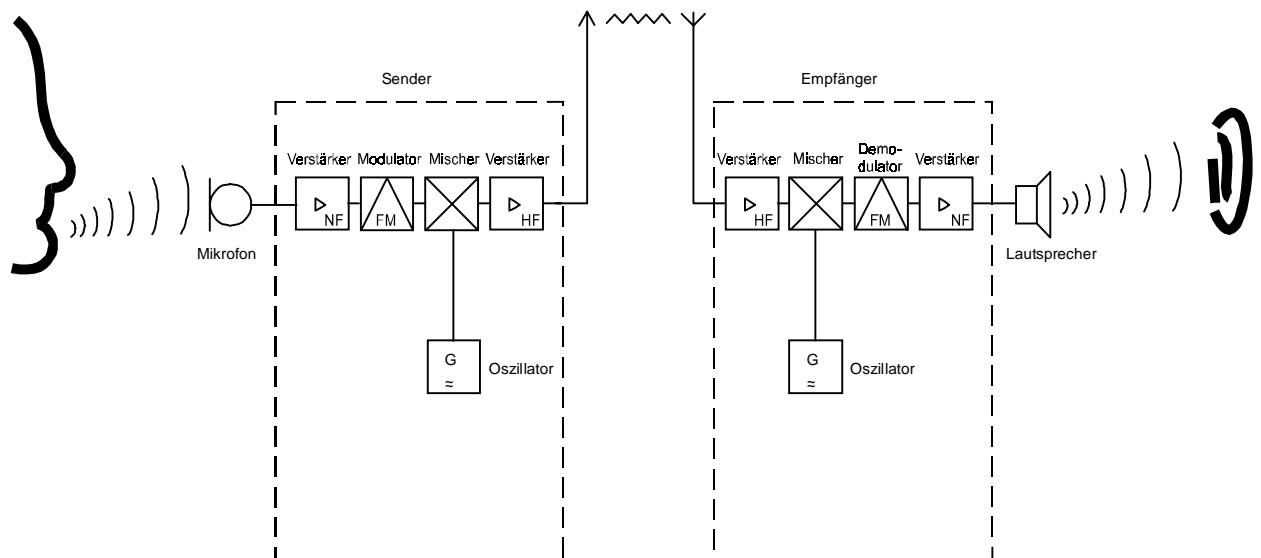 Sender
Empfänger
Verstärker Modulator Mischer Verstärker
NF FM HF
Mikrofon
G
≈
Oszillator
Verstärker Mischer Demo-
dulator Verstärker
HF FM NF
Lautsprecher
G
≈
Oszillator